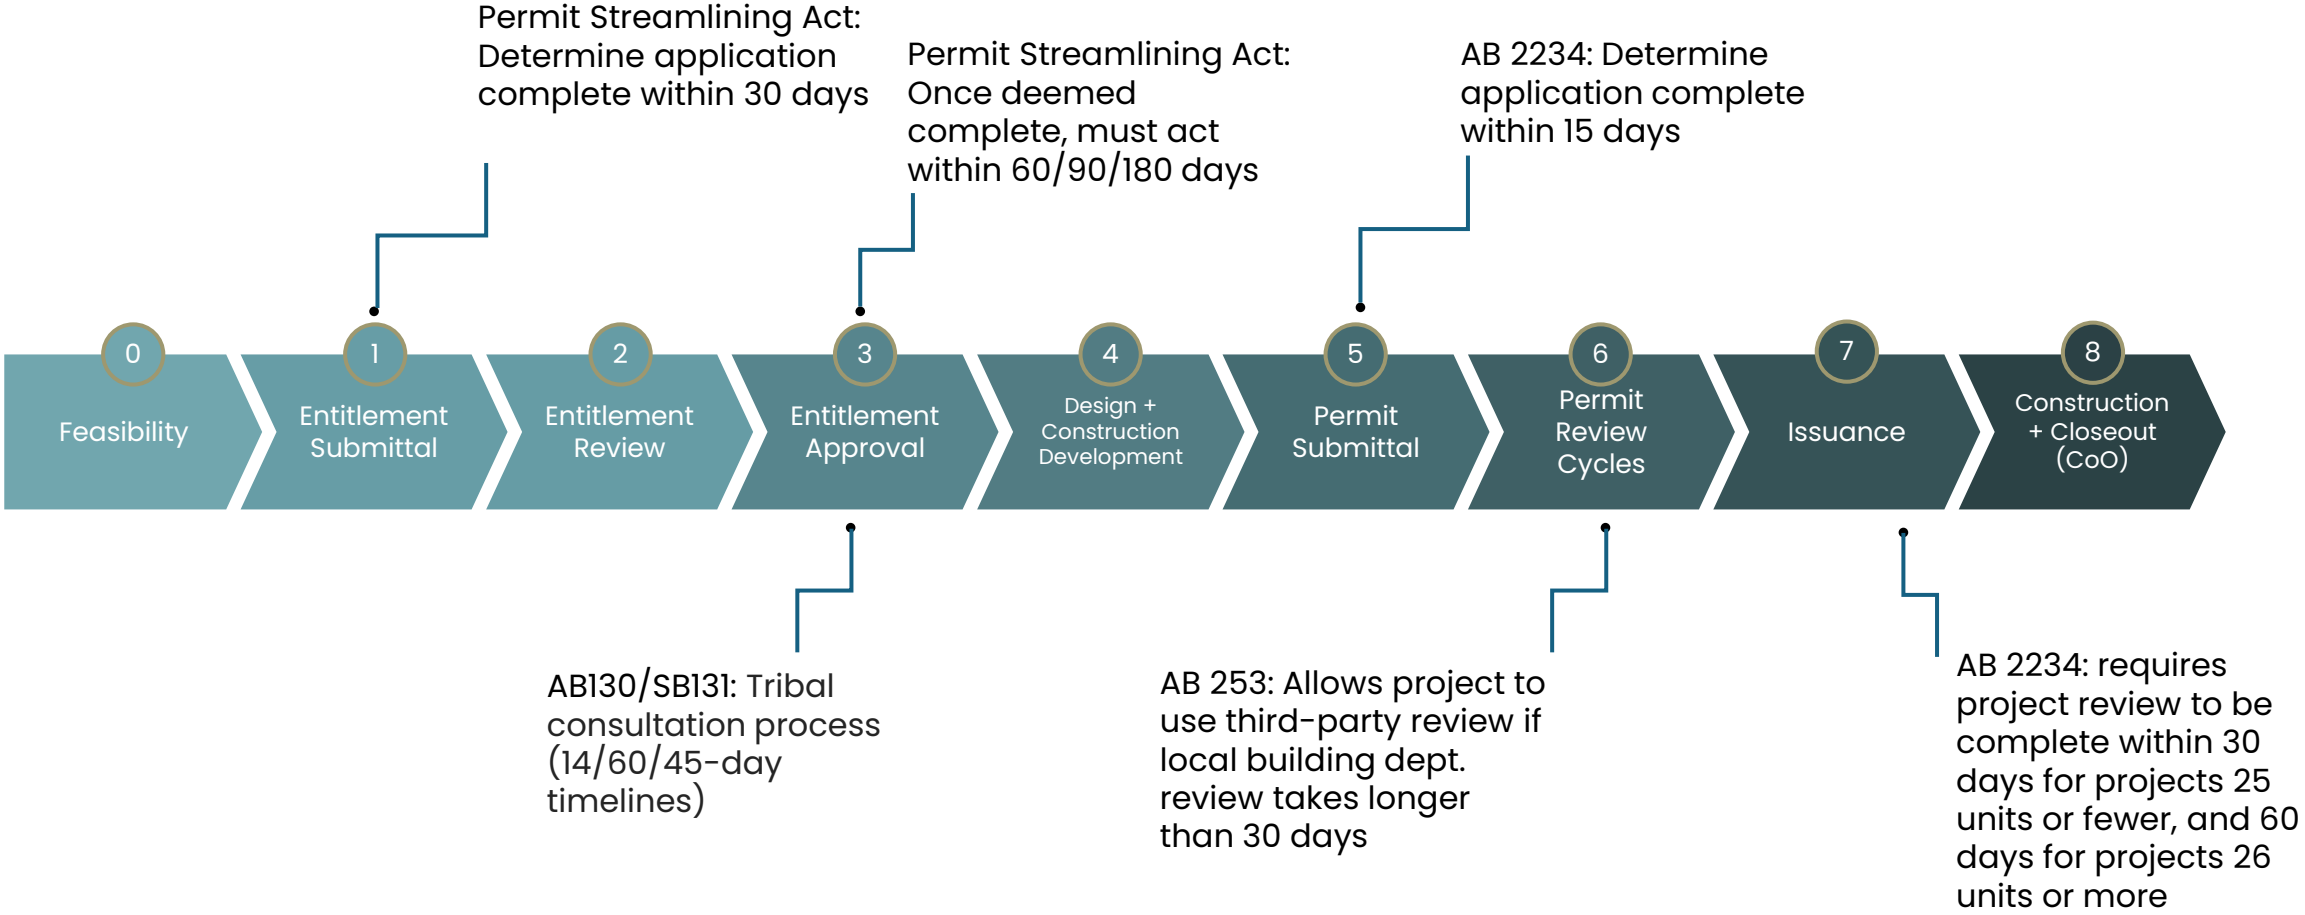 Permit Streamlining Act:
Determine application
complete within 30 days
Permit Streamlining Act:
Once deemed
complete, must act
within 60/90/180 days
AB 2234: Determine
application complete
within 15 days
0
Feasibility
1
Entitlement
Submittal
2
Entitlement
Review
3
Entitlement
Approval
4
Design +
Construction
Development
5
Permit
Submittal
6
Permit
Review
Cycles
7
Issuance
8
Construction
+ Closeout
(CoO)
AB130/SB131: Tribal
consultation process
(14/60/45-day
timelines)
AB 253: Allows project to
use third-party review if
local building dept.
review takes longer
than 30 days
AB 2234: requires
project review to be
complete within 30
days for projects 25
units or fewer, and 60
days for projects 26
units or more